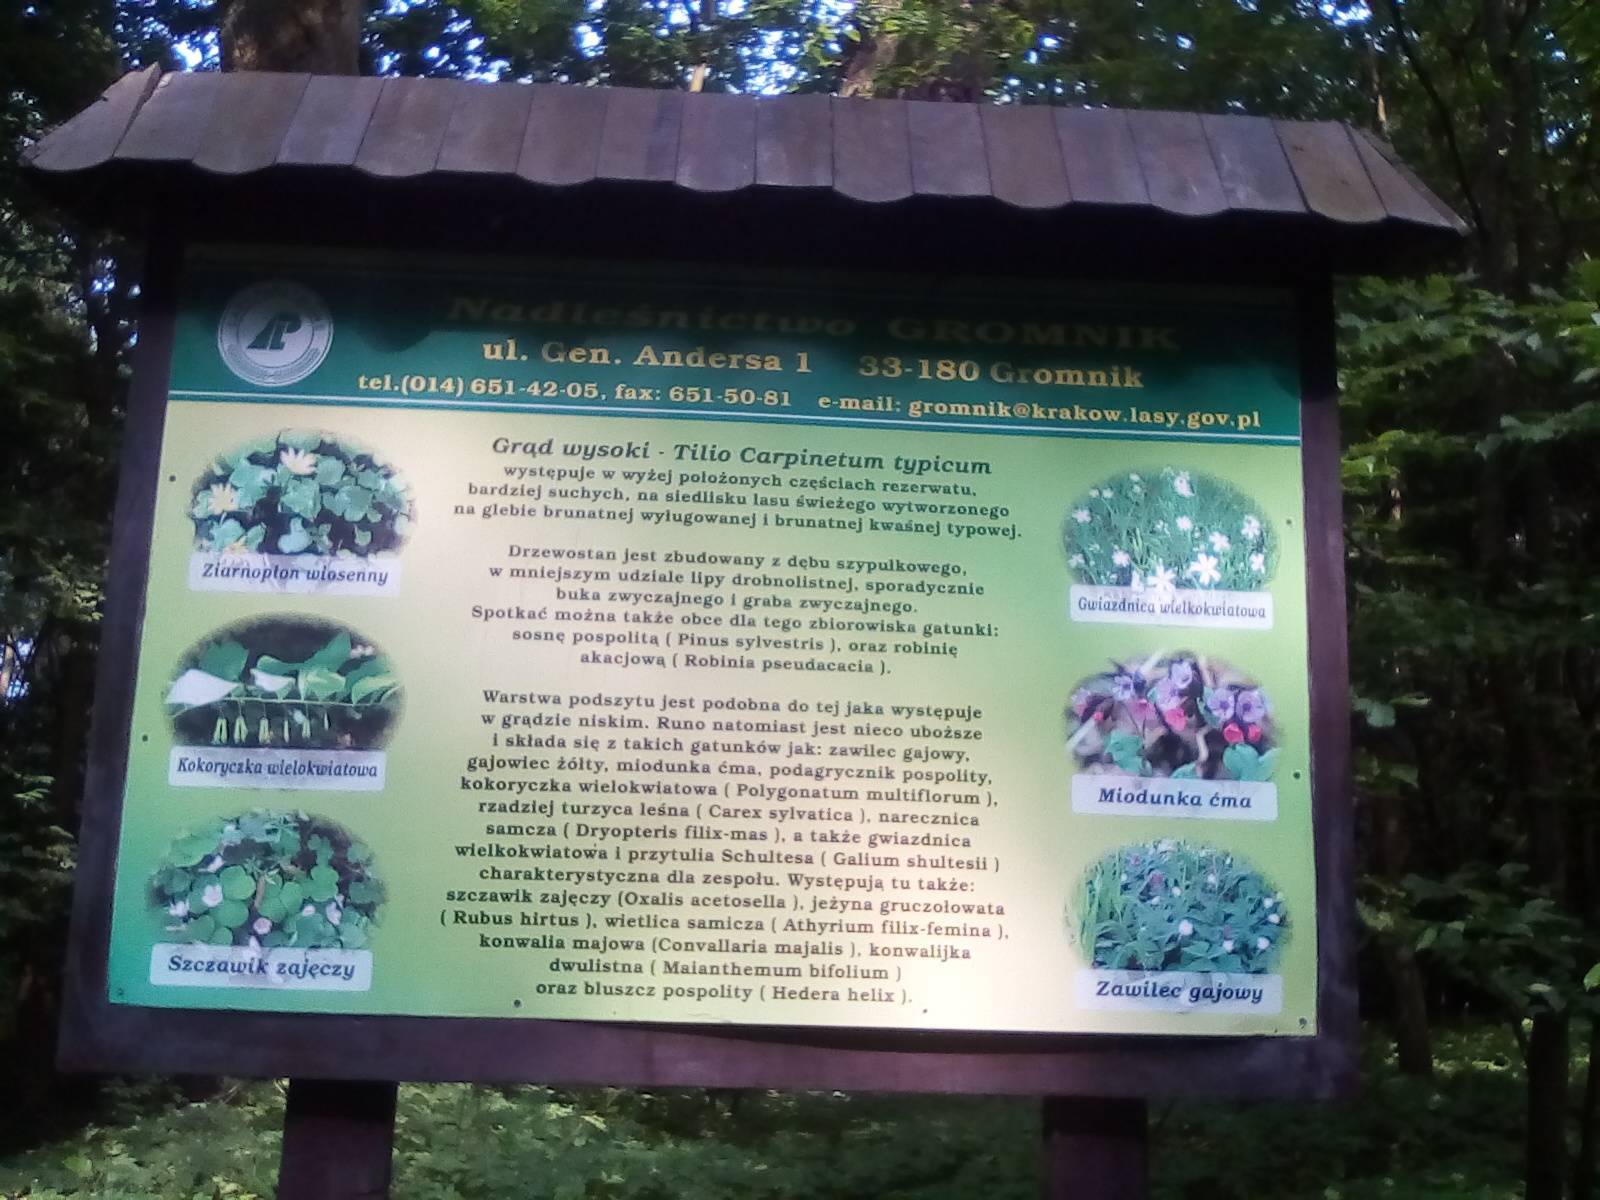 Nadleśnictwo GROMNIK
ul. Gen. Andersa 1 33-180 Gromnik
tel.(014) 651-42-05, fax: 651-50-81 e-mail: gromnik@krakow.lasy.gov.pl
Grąd wysoki - Tilio Carpinetum typicum
występuje w wyżej położonych częściach rezerwatu,
bardziej suchych, na siedlisku lasu świeżego wytworzonego
na glebie brunatnej wyługowanej i brunatnej kwaśnej typowej.
Drzewostan jest zbudowany z dębu szypulkowego,
w mniejszym udziale lipy drobnolistnej, sporadycznie
buka zwyczajnego i graba zwyczajnego.
Spotkać można także obce dla tego zbiorowiska gatunki:
sosnę pospolitą ( Pinus sylvestris ), oraz robinię
akacjową ( Robinia pseudacacia ).
Warstwa podszytu jest podobna do tej jaka występuje
w grądzie niskim. Runo natomiast jest nieco uboższe
i składa się z takich gatunków jak: zawilec gajowy,
gajowiec żółty, miodunka ćma, podagrycznik pospolity,
kokoryczka wielokwiatowa ( Polygonatum multiflorum ),
rzadziej turzyca leśna ( Carex sylvatica ), narecznica
samcza ( Dryopteris filix-mas ), a także gwiazdnica
wielkokwiatowa i przytulia Schultesa ( Galium shultesii )
charakterystyczna dla zespołu. Występują tu także:
szczawik zajęczy (Oxalis acetosella ), jeżyna gruczołowata
( Rubus hirtus ), wietlica samicza ( Athyrium filix-femina ),
konwalia majowa (Convallaria majalis ), konwalijka
dwulistna ( Maianthemum bifolium )
oraz bluszcz pospolity ( Hedera helix ).
Ziarnopłon wiosenny
Kokoryczka wielokwiatowa
Szczawik zajęczy
Gwiazdnica wielkokwiatowa
Miodunka ćma
Zawilec gajowy